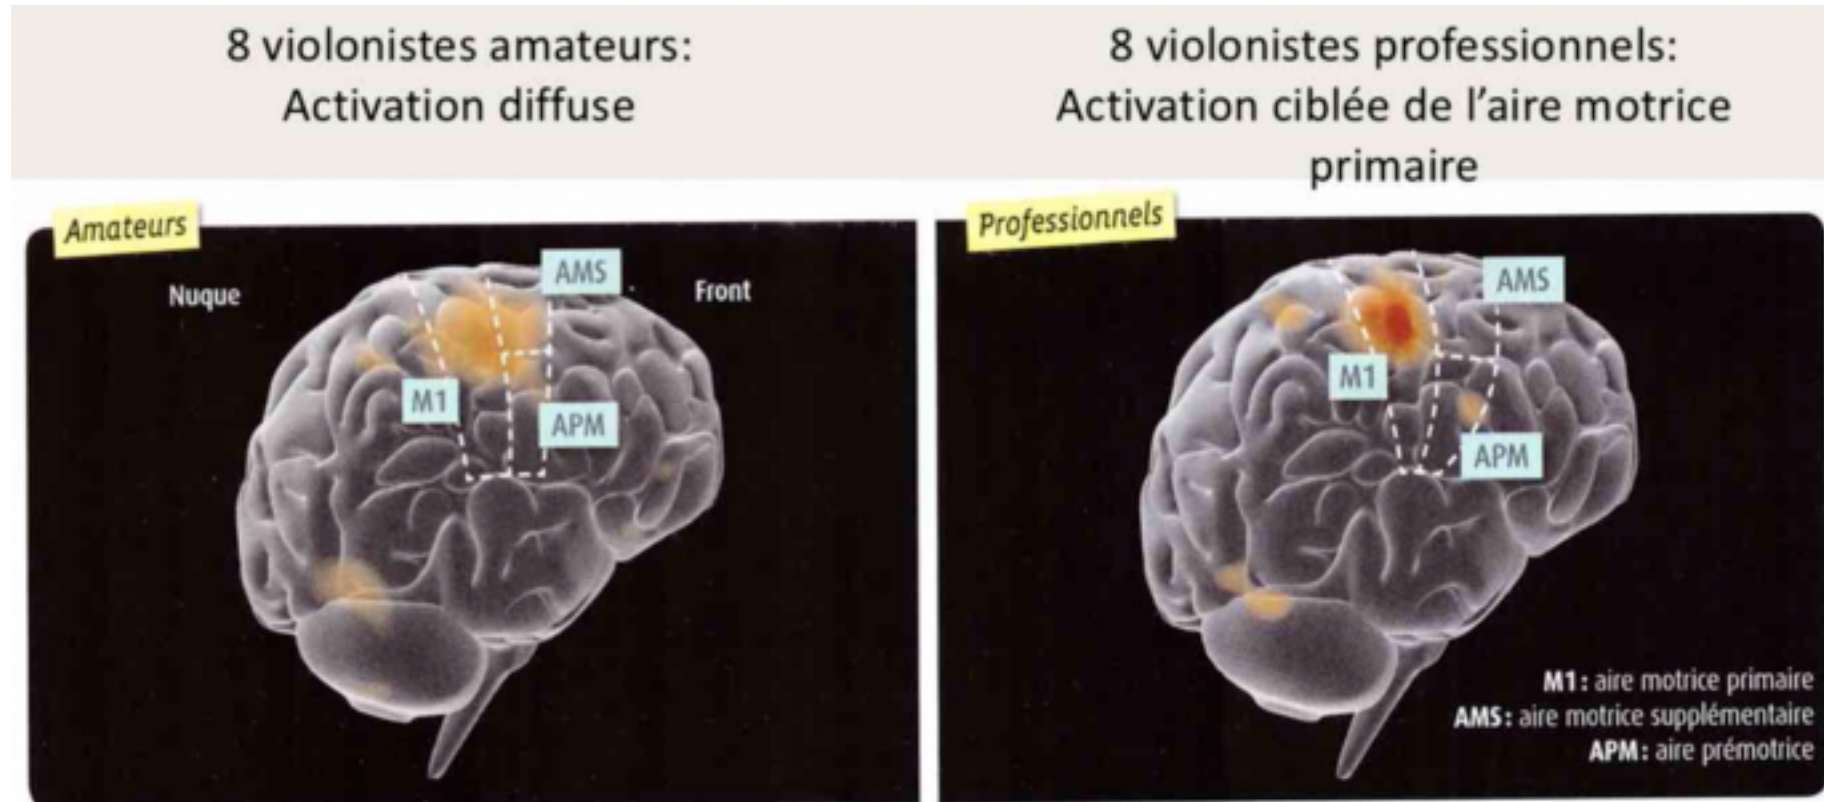 8 violonistes amateurs:
Activation diffuse
8 violonistes professionnels:
Activation ciblée de l'aire motrice
primaire
Amateurs
Nuque
AMS
Front
M1
APM
Professionnels
AMS
M1
APM
M1: aire motrice primaire
AMS: aire motrice supplémentaire
APM: aire prémotrice